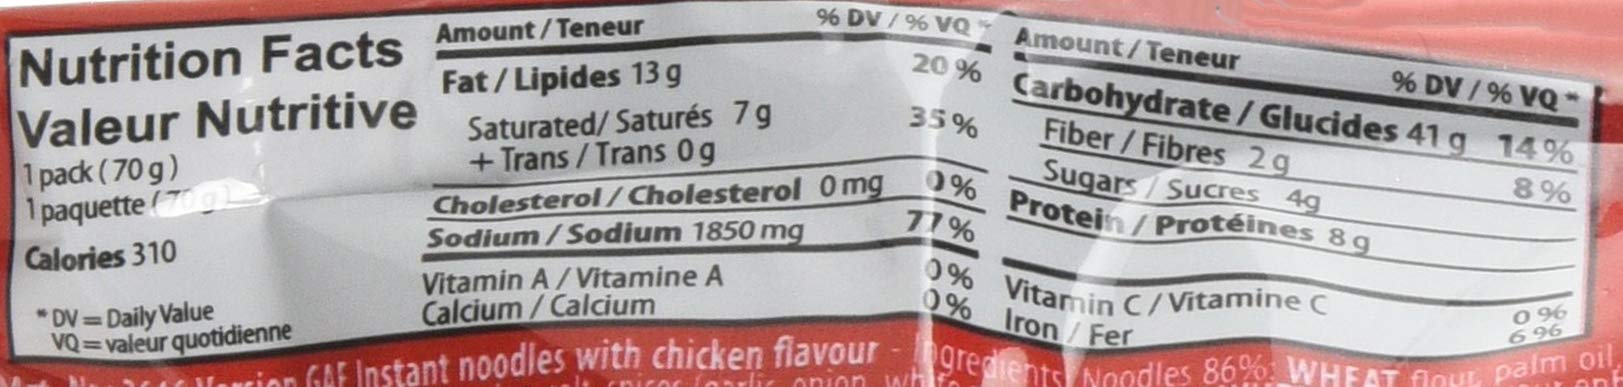 Nutrition Facts
Valeur Nutritive
1 pack (70 g)
1 paquette (70 g)
Calories 310
* DV = Daily Value
VQ = valeur quotidienne
Amount / Teneur % DV / % VQ *
Fat / Lipides 13 g 20 %
Saturated/ Saturés 7 g 35 %
+ Trans / Trans 0 g
Cholesterol / Cholesterol 0 mg 0 %
Sodium / Sodium 1850 mg 77 %
Vitamin A / Vitamine A 0 %
Calcium / Calcium 0 %
Amount / Teneur % DV / % VQ *
Carbohydrate / Glucides 41 g 14 %
Fiber / Fibres 2 g 8 %
Sugars / Sucres 4g
Protein / Protéines 8 g
Vitamin C / Vitamine C 0 %
Iron / Fer 6 %
Version GAE Instant noodles with chicken flavour - Ingredients Noodles 86%: WHEAT flour, palm oil